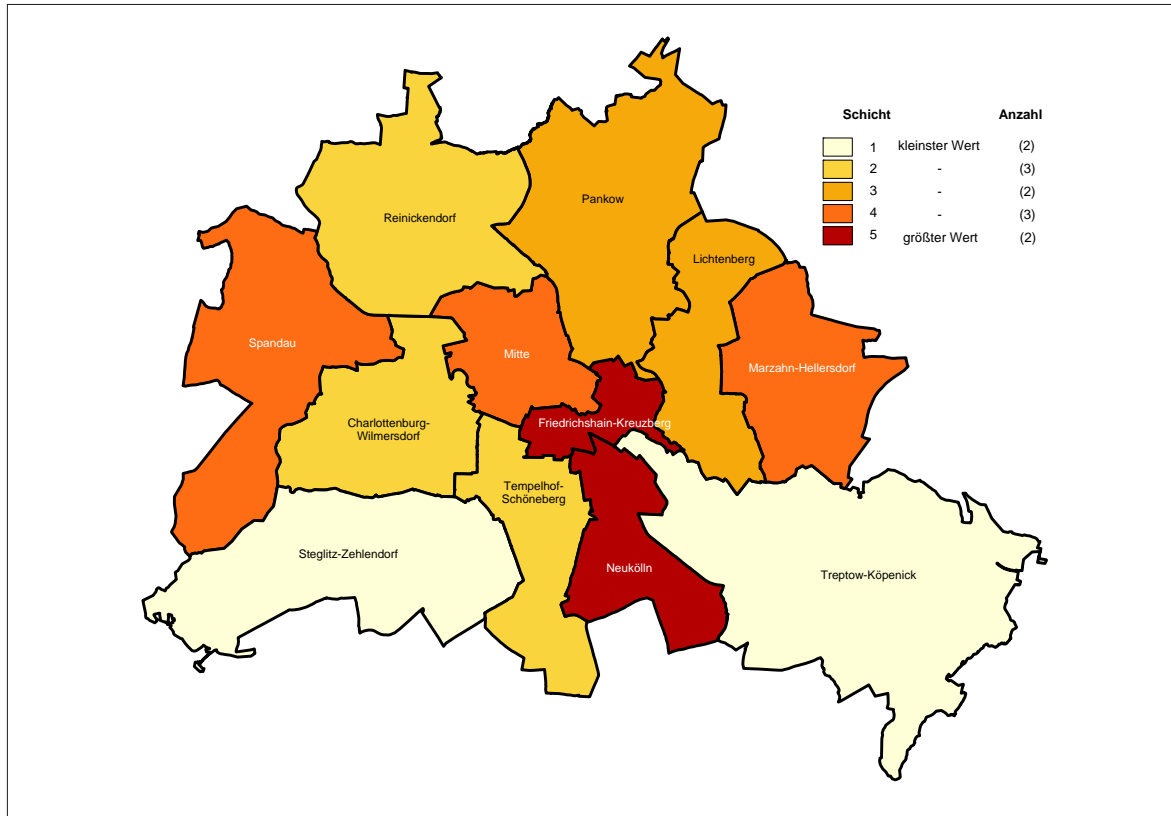 Schicht Anzahl
1 kleinster Wert (2)
2 - (3)
3 - (2)
4 - (3)
5 größter Wert (2)
Pankow
Reinickendorf
Lichtenberg
Spandau
Mitte
Marzahn-Hellersdorf
Charlottenburg-
Wilmersdorf
Friedrichshain-Kreuzberg
Tempelhof-
Schöneberg
Steglitz-Zehlendorf
Neukölln
Treptow-Köpenick